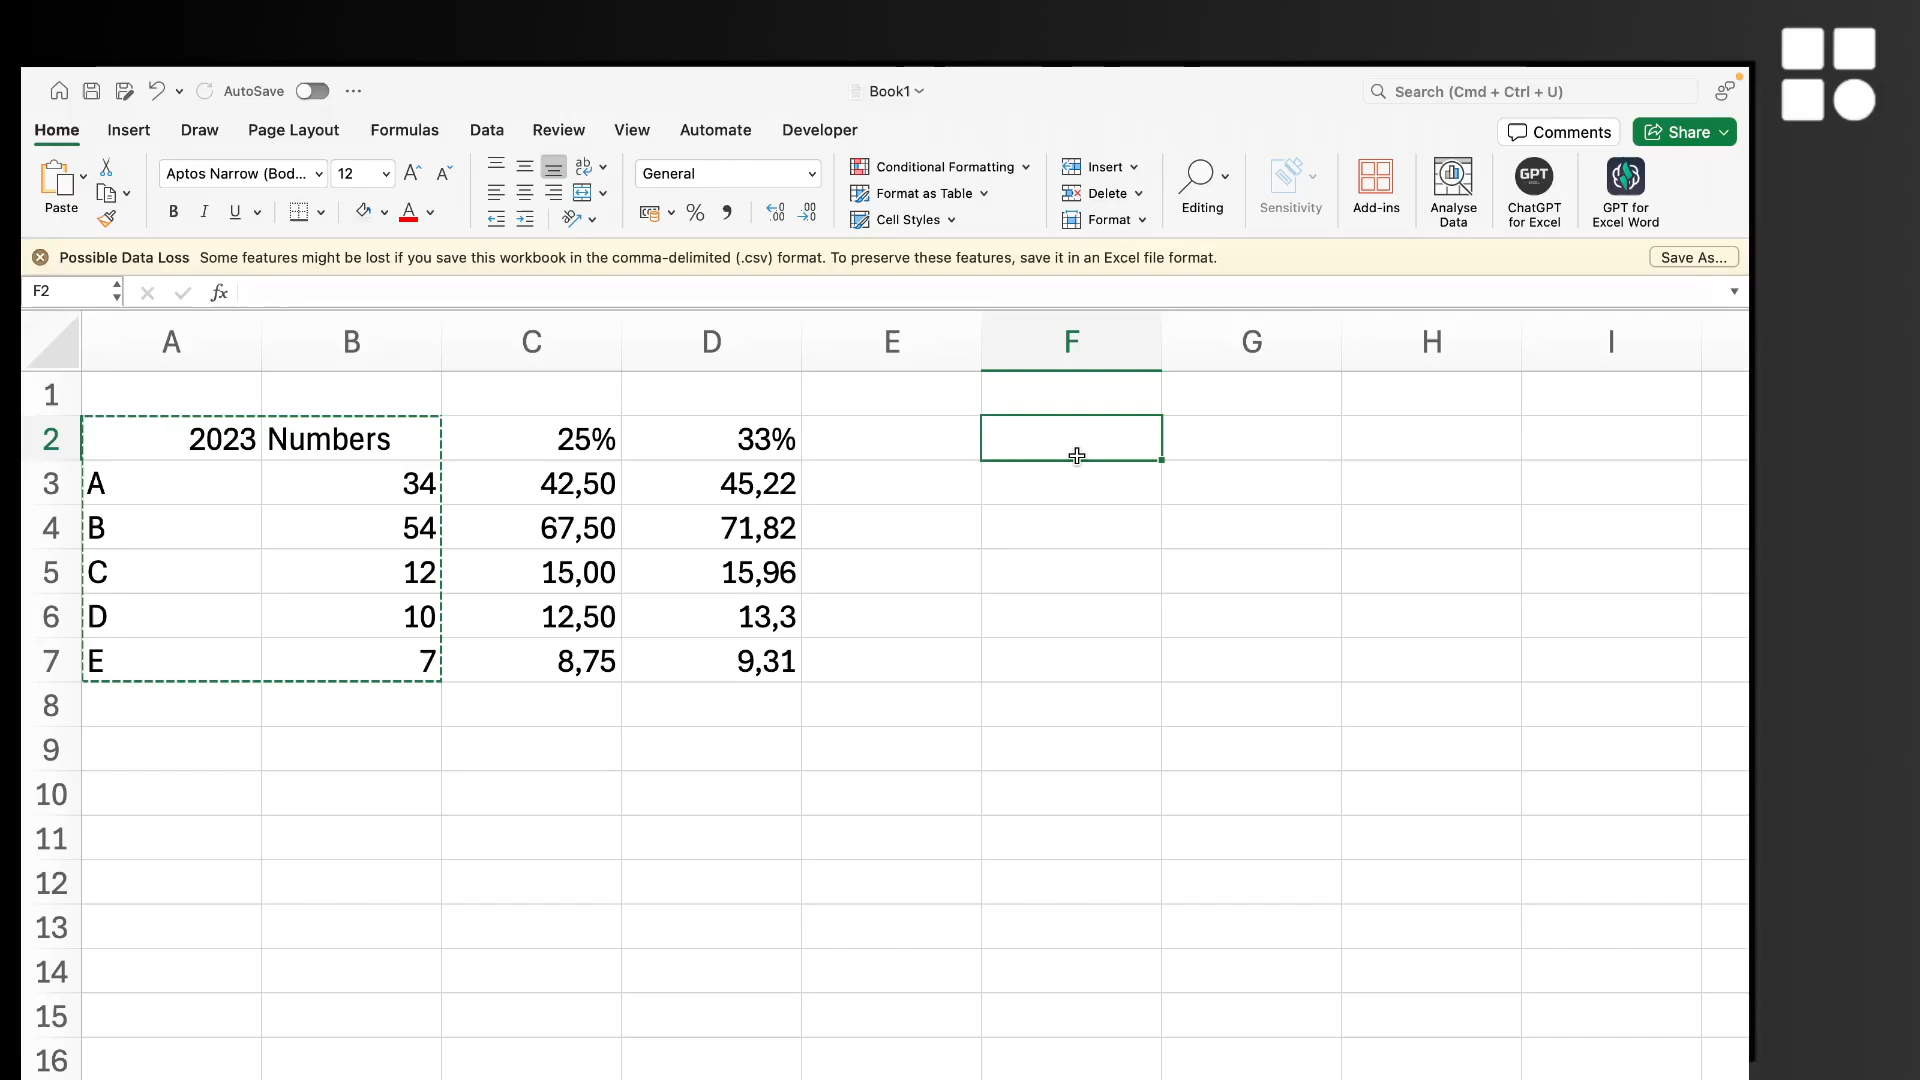 AutoSave
Book1
Search (Cmd + Ctrl + U)
Home Insert Draw Page Layout Formulas Data Review View Automate Developer
Comments Share
Paste
Aptos Narrow (Bod... 12
B I U A
ab
General
% 
Conditional Formatting
Format as Table
Cell Styles
Insert
Delete
Format
Editing
Sensitivity
Add-ins
Analyse
Data
GPT
ChatGPT
for Excel
GPT for
Excel Word
Possible Data Loss Some features might be lost if you save this workbook in the comma-delimited (.csv) format. To preserve these features, save it in an Excel file format. Save As...
F2 fx
A B C D E F G H I
1
2 2023 Numbers 25% 33%
3 A 34 42,50 45,22
4 B 54 67,50 71,82
5 C 12 15,00 15,96
6 D 10 12,50 13,3
7 E 7 8,75 9,31
8
9
10
11
12
13
14
15
16